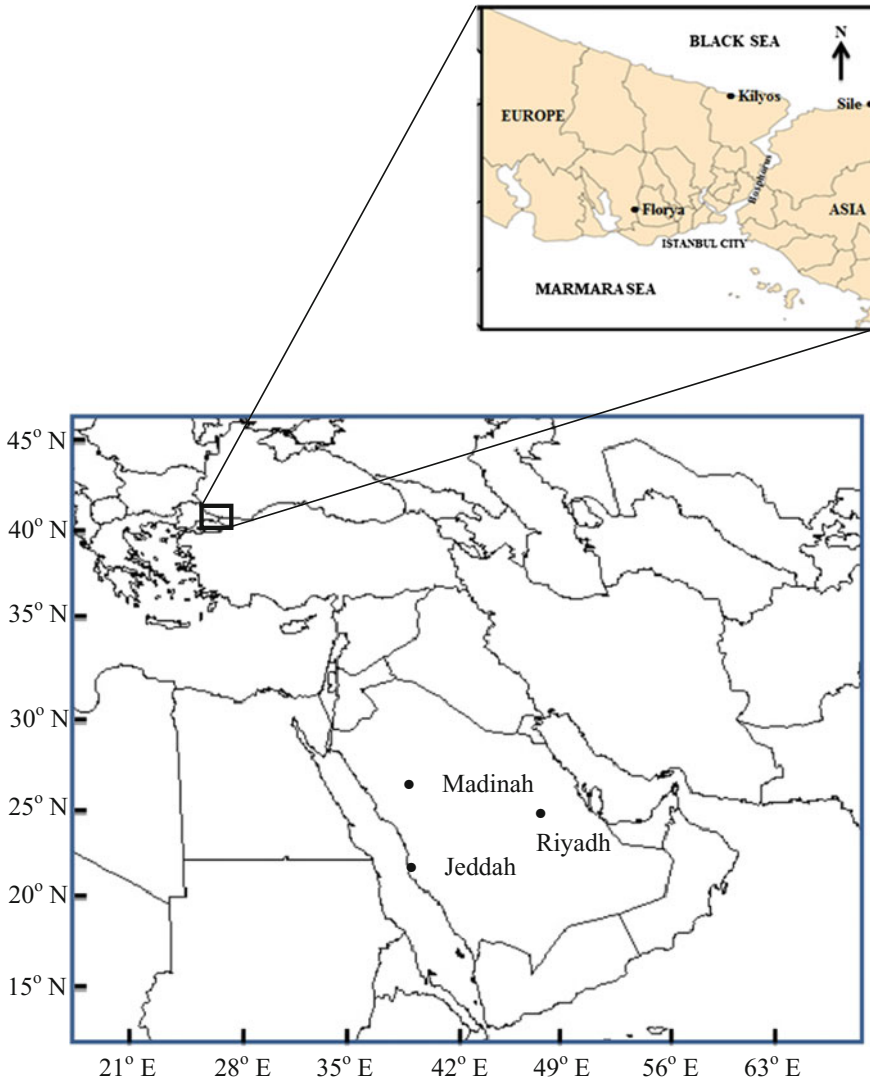 BLACK SEA
N
Kilyos
Sile
EUROPE
Bosphorus
Florya
ASIA
ISTANBUL CITY
MARMARA SEA
45° N
40° N
35° N
30° N
25° N
20° N
15° N
Madinah
Riyadh
Jeddah
21° E 28° E 35° E 42° E 49° E 56° E 63° E